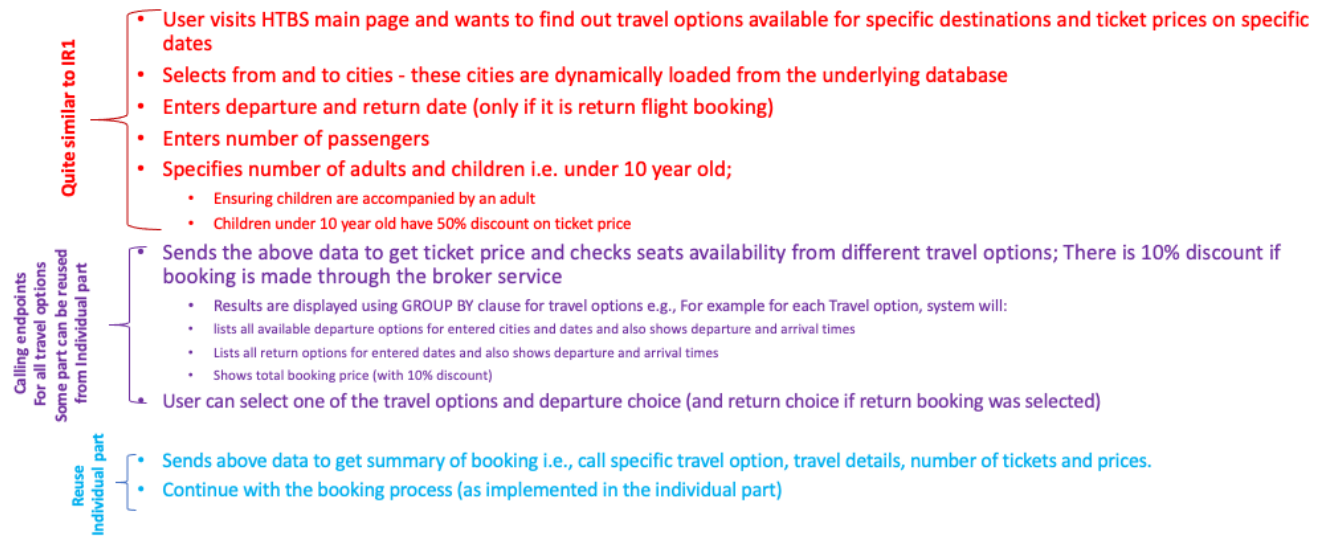 Quite similar to IR1
• User visits HTBS main page and wants to find out travel options available for specific destinations and ticket prices on specific
dates
• Selects from and to cities - these cities are dynamically loaded from the underlying database
• Enters departure and return date (only if it is return flight booking)
• Enters number of passengers
• Specifies number of adults and children i.e. under 10 year old;
• Ensuring children are accompanied by an adult
• Children under 10 year old have 50% discount on ticket price
Calling endpoints
For all travel options
Some part can be reused
from Individual part
• Sends the above data to get ticket price and checks seats availability from different travel options; There is 10% discount if
booking is made through the broker service
• Results are displayed using GROUP BY clause for travel options e.g., For example for each Travel option, system will:
• lists all available departure options for entered cities and dates and also shows departure and arrival times
• Lists all return options for entered dates and also shows departure and arrival times
• Shows total booking price (with 10% discount)
• User can select one of the travel options and departure choice (and return choice if return booking was selected)
Reuse
Individual part
• Sends above data to get summary of booking i.e., call specific travel option, travel details, number of tickets and prices.
• Continue with the booking process (as implemented in the individual part)